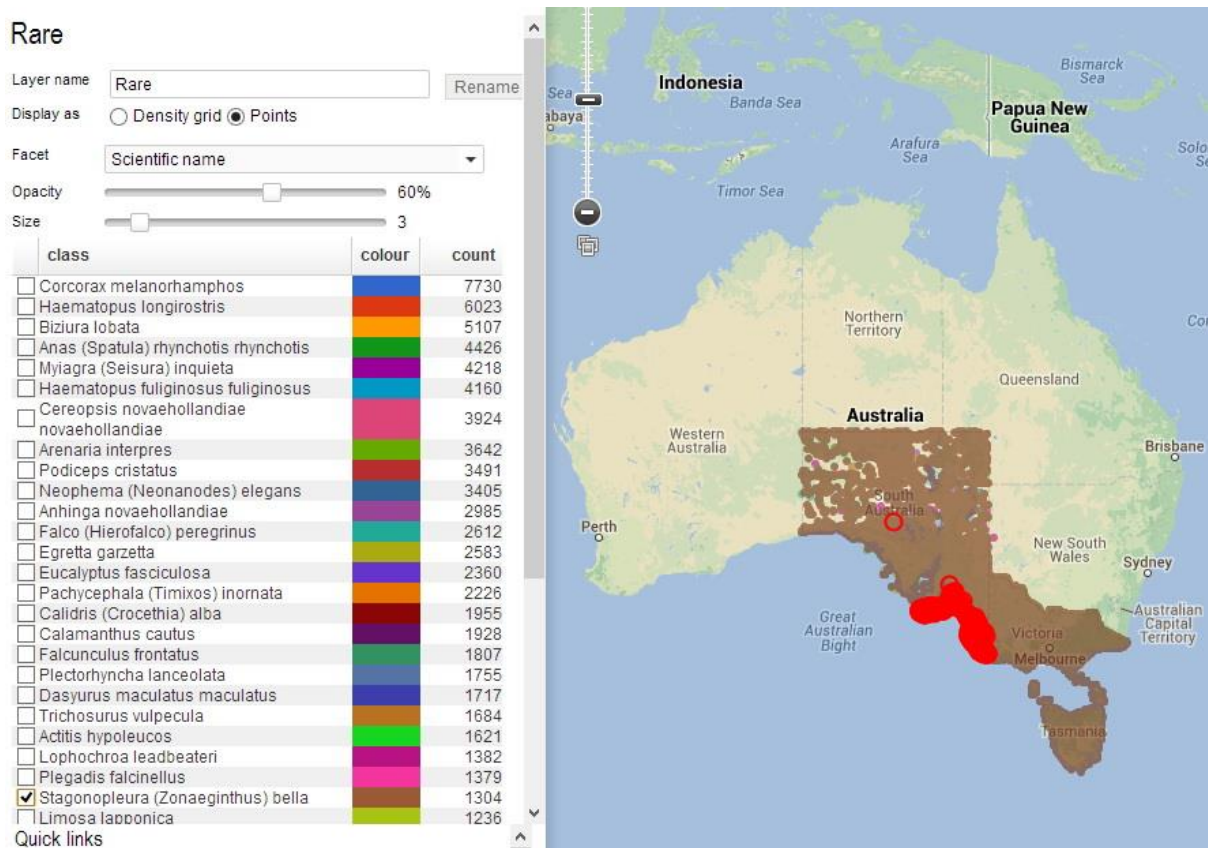 Rare
Layer name Rare Rename
Display as Density grid Points
Facet Scientific name
Opacity 60%
Size 3
class colour count
Corcorax melanorhamphos 7730
Haematopus longirostris 6023
Biziura lobata 5107
Anas (Spatula) rhynchotis rhynchotis 4426
Myiagra (Seisura) inquieta 4218
Haematopus fuliginosus fuliginosus 4160
Cereopsis novaehollandiae
novaehollandiae 3924
Arenaria interpres 3642
Podiceps cristatus 3491
Neophema (Neonanodes) elegans 3405
Anhinga novaehollandiae 2985
Falco (Hierofalco) peregrinus 2612
Egretta garzetta 2583
Eucalyptus fasciculosa 2360
Pachycephala (Timixos) inornata 2226
Calidris (Crocethia) alba 1955
Calamanthus cautus 1928
Falcunculus frontatus 1807
Plectorhyncha lanceolata 1755
Dasyurus maculatus maculatus 1717
Trichosurus vulpecula 1684
Actitis hypoleucos 1621
Lophochroa leadbeateri 1382
Plegadis falcinellus 1379
Stagonopleura (Zonaeginthus) bella 1304
Limosa lapponica 1236
Quick links
Bismarck
Sea
Indonesia
Sea
Banda Sea
abaya
Papua New
Guinea
Arafura
Sea
Solo
Se
Timor Sea
Northern
Territory
Cor
Queensland
Australia
Western
Australia
Brisbane
South
Australia
Perth
New South
Wales
Sydney
Great
Australian
Bight
Australian
Capital
Territory
Victoria
Melbourne
Tasmania